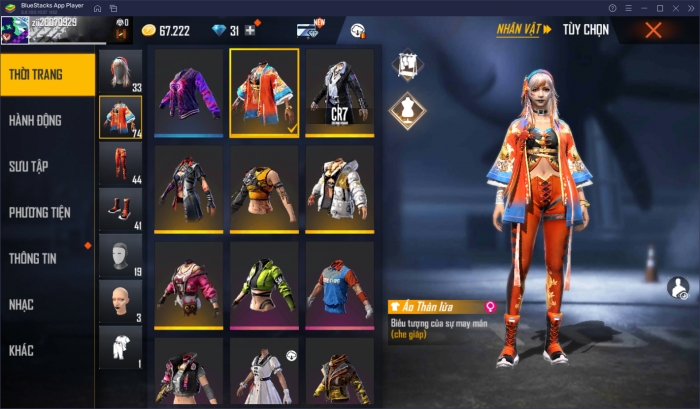 BlueStacks App Player
zii20679929
0
67.222
31
NEW
NHÂN VẬT
TÙY CHỌN
THỜI TRANG
HÀNH ĐỘNG
SƯU TẬP
PHƯƠNG TIỆN
THÔNG TIN
NHẠC
KHÁC
33
74
44
41
19
3
1
CR7
Áo Thần lửa
Biểu tượng của sự may mắn
(che giáp)